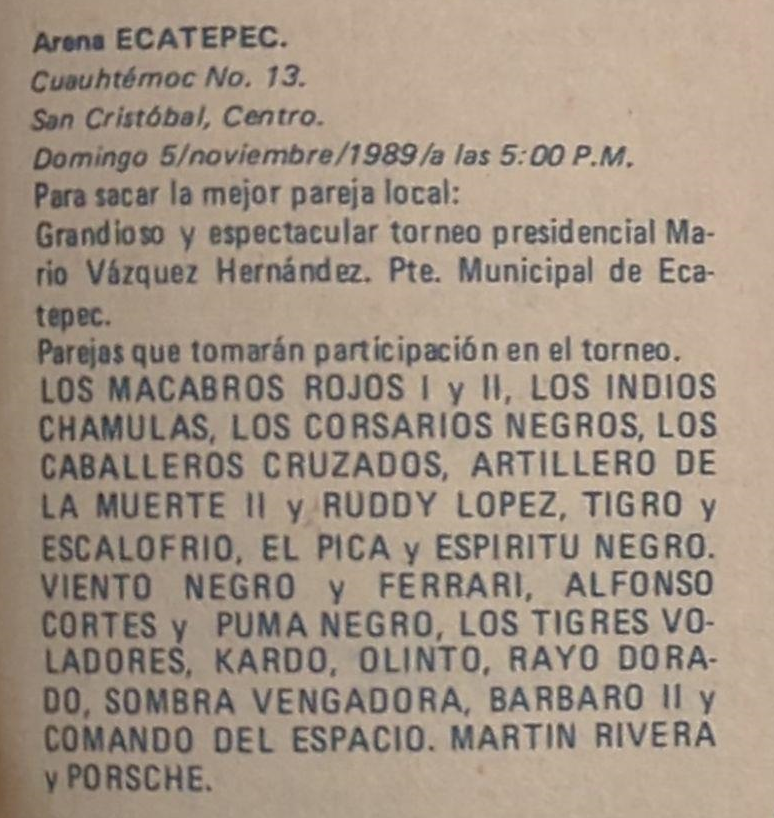 Arena ECATEPEC.
Cuauhtémoc No. 13.
San Cristóbal, Centro.
Domingo 5/noviembre/1989/a las 5:00 P.M.
Para sacar la mejor pareja local:
Grandioso y espectacular torneo presidencial Ma-
rio Vázquez Hernández. Pte. Municipal de Eca-
tepec.
Parejas que tomarán participación en el torneo.
LOS MACABROS ROJOS I y II, LOS INDIOS
CHAMULAS, LOS CORSARIOS NEGROS, LOS
CABALLEROS CRUZADOS, ARTILLERO DE
LA MUERTE II y RUDDY LOPEZ, TIGRO y
ESCALOFRIO, EL PICA y ESPIRITU NEGRO.
VIENTO NEGRO y FERRARI, ALFONSO
CORTES y PUMA NEGRO, LOS TIGRES VO-
LADORES, KARDO, OLINTO, RAYO DORA-
DO, SOMBRA VENGADORA, BARBARO II y
COMANDO DEL ESPACIO. MARTIN RIVERA
y PORSCHE.